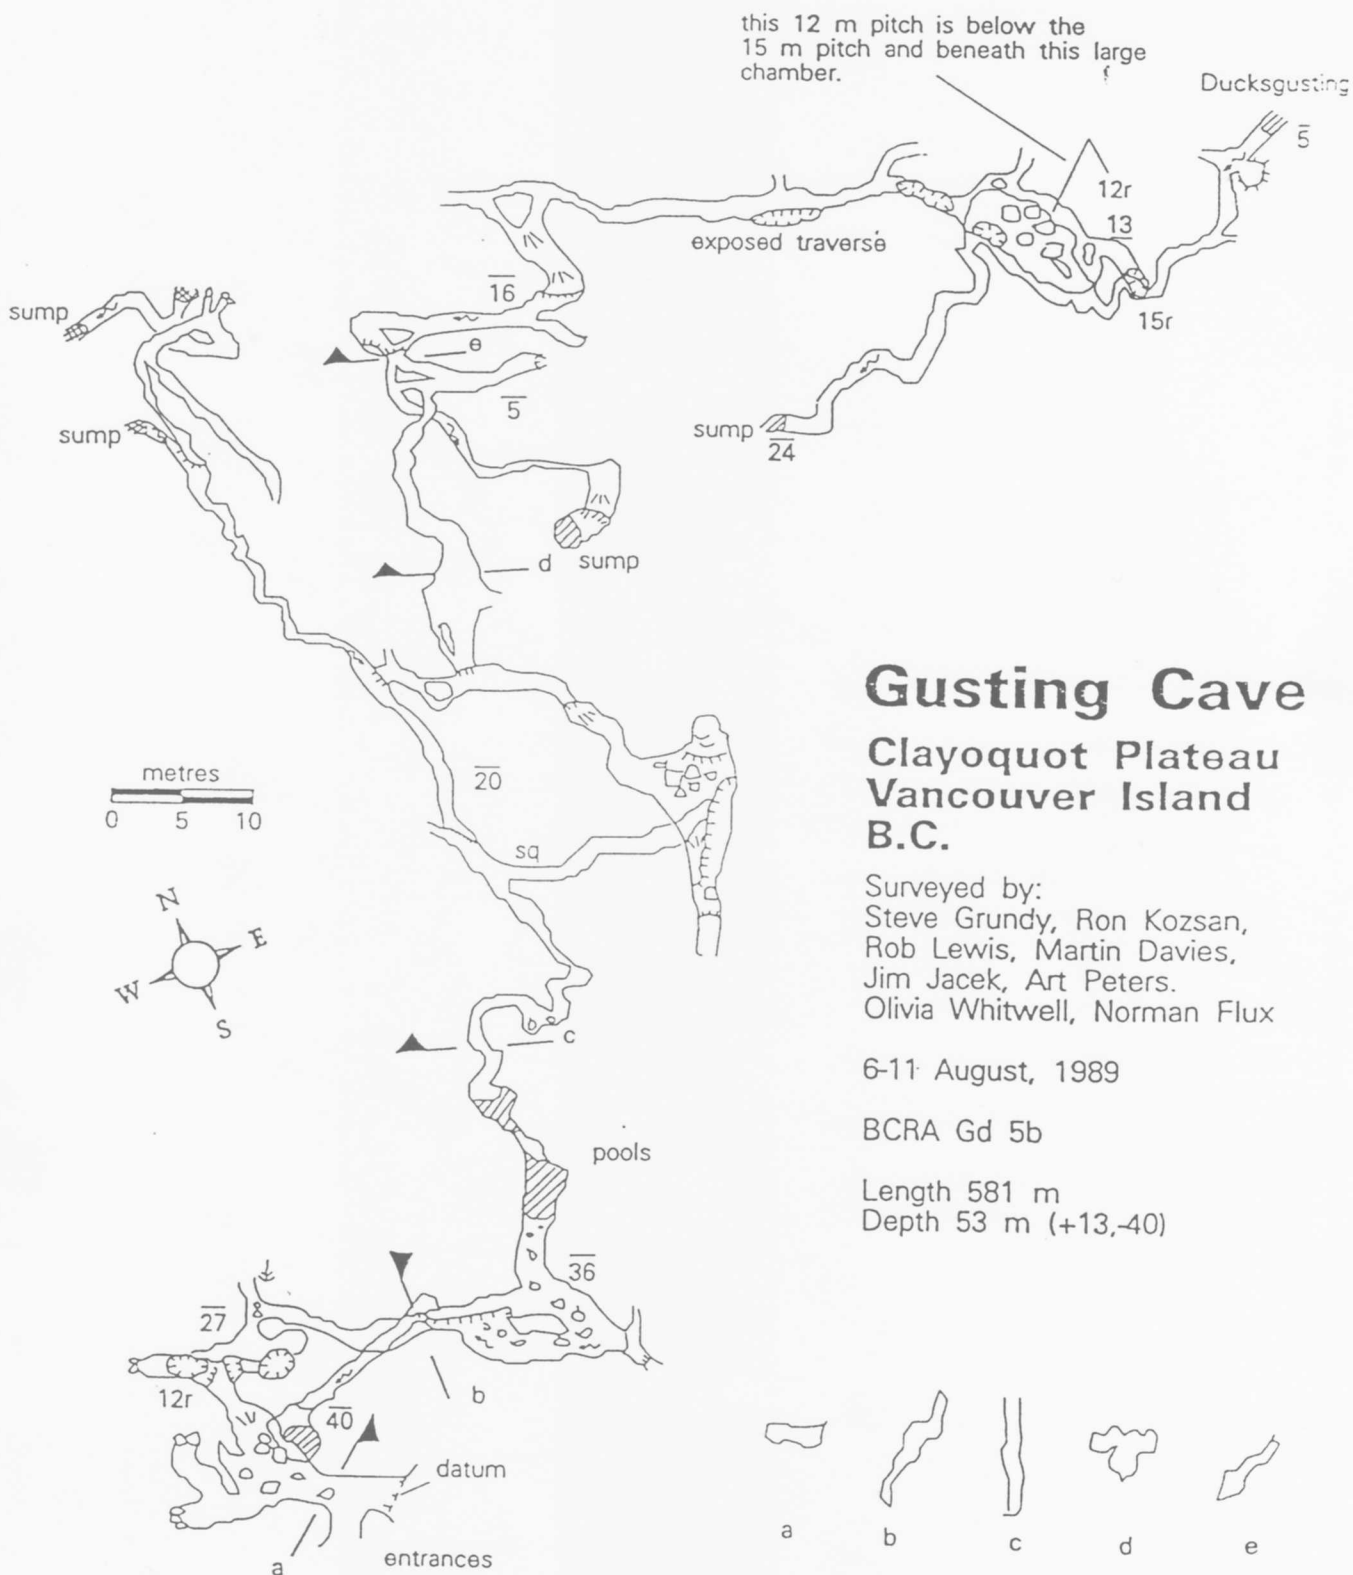 this 12 m pitch is below the
15 m pitch and beneath this large
chamber.
Ducksgusting
5
12r
13
exposed traverse
15r
16
sump
e
5
sump
sump
24
d
sump
Gusting Cave
Clayoquot Plateau
Vancouver Island
B.C.
metres
0 5 10
20
sq
Surveyed by:
Steve Grundy, Ron Kozsan,
Rob Lewis, Martin Davies,
Jim Jacek, Art Peters.
Olivia Whitwell, Norman Flux
N
E
W
S
c
6-11 August, 1989
BCRA Gd 5b
pools
Length 581 m
Depth 53 m (+13,-40)
36
27
12r
b
40
datum
a
entrances
a
b
c
d
e